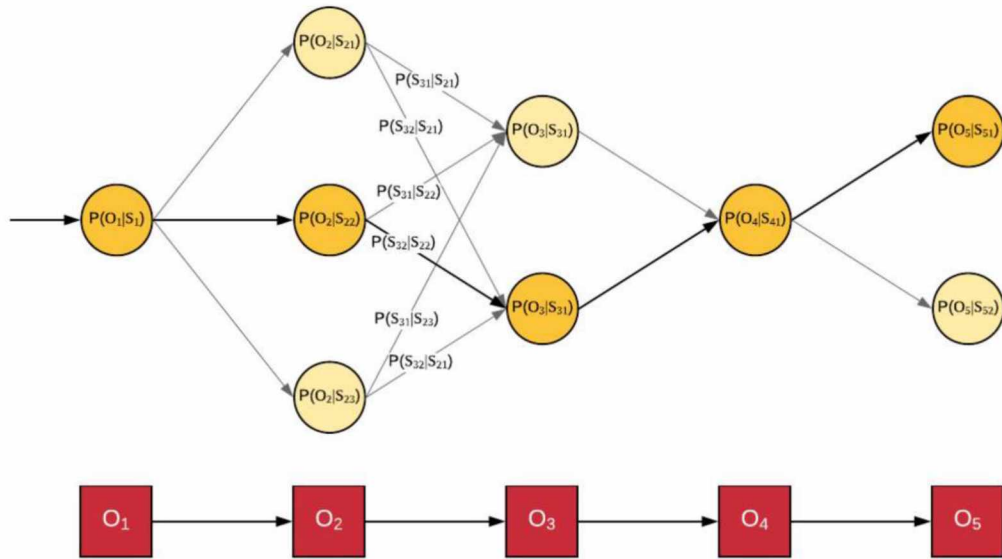 P(O₂|S₂₁)
P(S₃₁|S₂₁)
P(S₃₂|S₂₁)
P(O₃|S₃₁)
P(O₅|S₅₁)
P(S₃₁|S₂₂)
P(O₁|S₁)
P(O₂|S₂₂)
P(O₄|S₄₁)
P(S₃₂|S₂₂)
P(O₃|S₃₁)
P(O₅|S₅₂)
P(S₃₁|S₂₃)
P(S₃₂|S₂₁)
P(O₂|S₂₃)
O₁ O₂ O₃ O₄ O₅